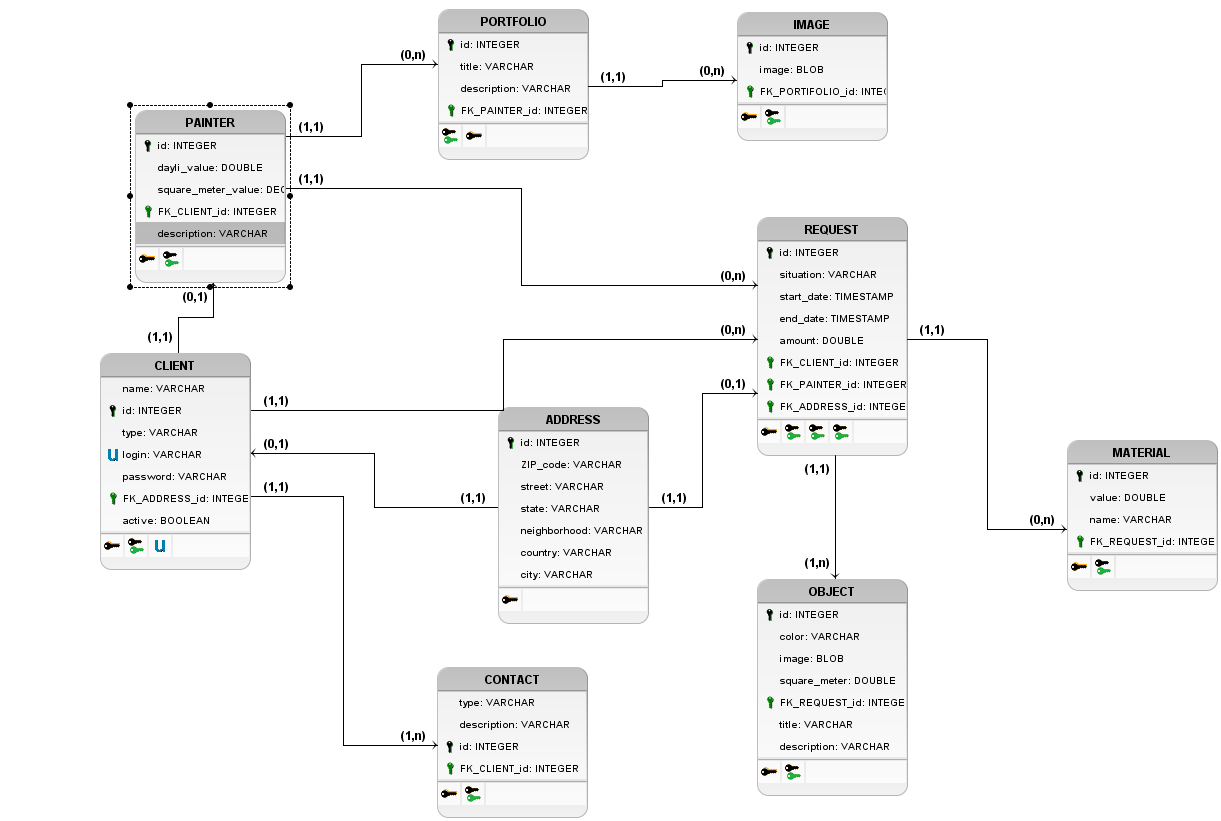 PORTFOLIO
id: INTEGER
title: VARCHAR
description: VARCHAR
FK_PAINTER_id: INTEGER
(0,n)
(1,1)
IMAGE
id: INTEGER
image: BLOB
FK_PORTIFOLIO_id: INTE
(0,n)
PAINTER
id: INTEGER
dayli_value: DOUBLE
square_meter_value: DEC
FK_CLIENT_id: INTEGER
description: VARCHAR
(1,1)
(1,1)
(0,1)
(1,1)
REQUEST
id: INTEGER
situation: VARCHAR
start_date: TIMESTAMP
end_date: TIMESTAMP
amount: DOUBLE
FK_CLIENT_id: INTEGER
FK_PAINTER_id: INTEGER
FK_ADDRESS_id: INTEGE
(0,n)
(0,n)
(0,1)
(1,1)
(1,1)
CLIENT
name: VARCHAR
id: INTEGER
type: VARCHAR
u login: VARCHAR
password: VARCHAR
FK_ADDRESS_id: INTEGE
active: BOOLEAN
u
(1,1)
(0,1)
(1,1)
ADDRESS
id: INTEGER
ZIP_code: VARCHAR
street: VARCHAR
state: VARCHAR
neighborhood: VARCHAR
country: VARCHAR
city: VARCHAR
(1,1)
(1,1)
MATERIAL
id: INTEGER
value: DOUBLE
name: VARCHAR
FK_REQUEST_id: INTEGE
(0,n)
OBJECT
id: INTEGER
color: VARCHAR
image: BLOB
square_meter: DOUBLE
FK_REQUEST_id: INTEGE
title: VARCHAR
description: VARCHAR
(1,n)
CONTACT
type: VARCHAR
description: VARCHAR
id: INTEGER
FK_CLIENT_id: INTEGER
(1,n)